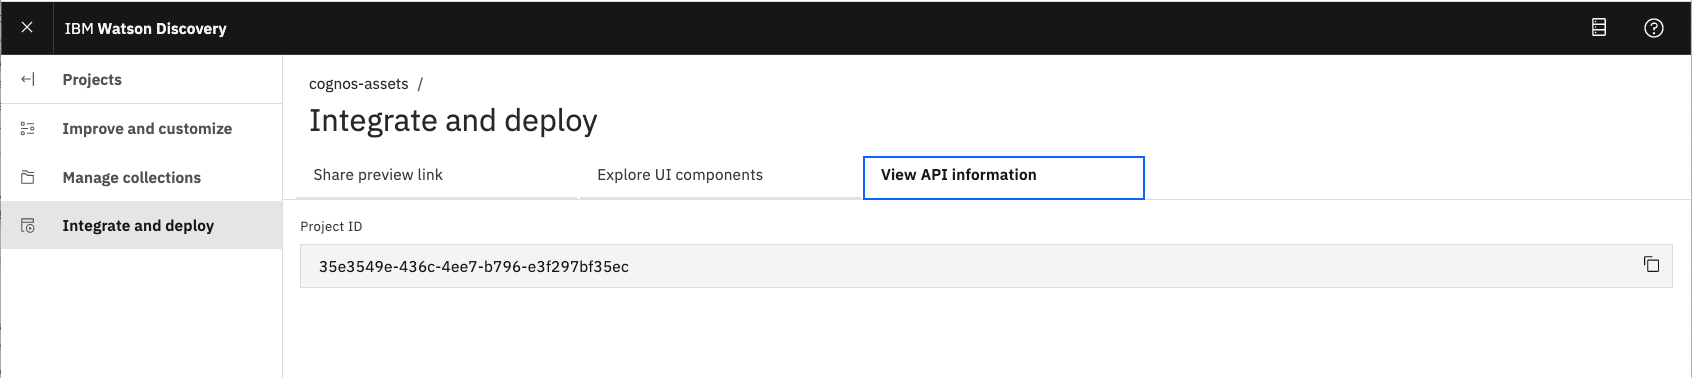 IBM Watson Discovery
Projects
Improve and customize
Manage collections
Integrate and deploy
cognos-assets /
Integrate and deploy
Share preview link
Explore UI components
View API information
Project ID
35e3549e-436c-4ee7-b796-e3f297bf35ec